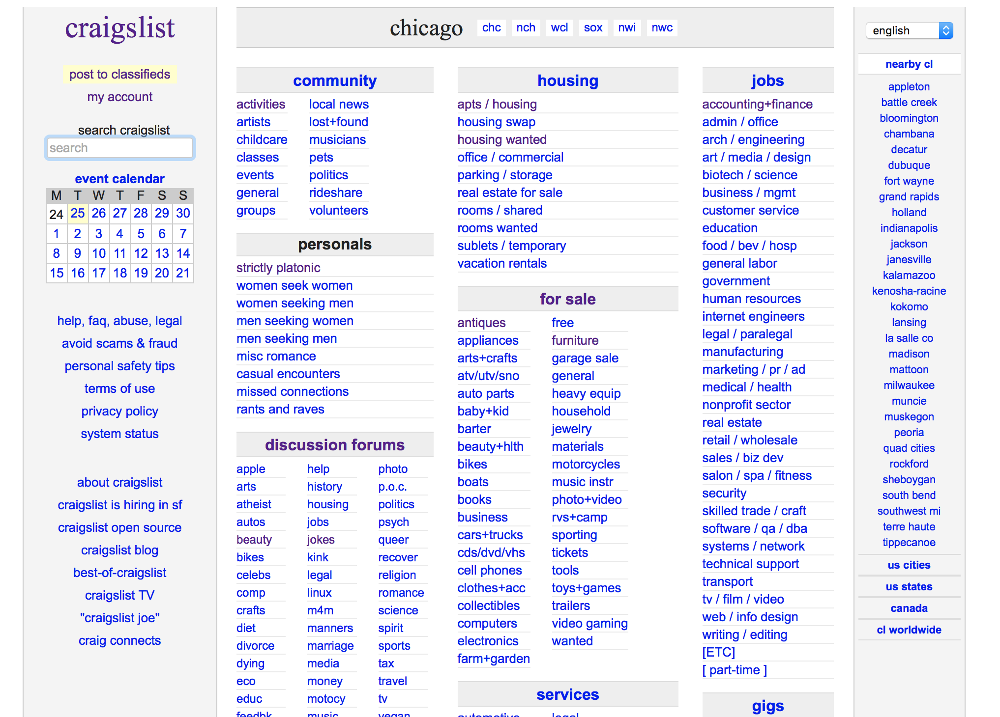 craigslist
post to classifieds
my account
search craigslist
search
event calendar
M T W T F S S
24 25 26 27 28 29 30
1 2 3 4 5 6 7
8 9 10 11 12 13 14
15 16 17 18 19 20 21
help, faq, abuse, legal
avoid scams & fraud
personal safety tips
terms of use
privacy policy
system status
about craigslist
craigslist is hiring in sf
craigslist open source
craigslist blog
best-of-craigslist
craigslist TV
"craigslist joe"
craig connects
chicago chc nch wcl sox nwi nwc
community
activities
artists
childcare
classes
events
general
groups
local news
lost+found
musicians
pets
politics
rideshare
volunteers
personals
strictly platonic
women seek women
women seeking men
men seeking women
men seeking men
misc romance
casual encounters
missed connections
rants and raves
discussion forums
apple
arts
atheist
autos
beauty
bikes
celebs
comp
crafts
diet
divorce
dying
eco
educ
feedbk
help
history
housing
jobs
jokes
kink
legal
linux
m4m
manners
marriage
media
money
motocy
music
photo
p.o.c.
politics
psych
queer
recover
religion
romance
science
spirit
sports
tax
travel
tv
vegan
housing
apts / housing
housing swap
housing wanted
office / commercial
parking / storage
real estate for sale
rooms / shared
rooms wanted
sublets / temporary
vacation rentals
for sale
antiques
appliances
arts+crafts
atv/utv/sno
auto parts
baby+kid
barter
beauty+hlth
bikes
boats
books
business
cars+trucks
cds/dvd/vhs
cell phones
clothes+acc
collectibles
computers
electronics
farm+garden
free
furniture
garage sale
general
heavy equip
household
jewelry
materials
motorcycles
music instr
photo+video
rvs+camp
sporting
tickets
tools
toys+games
trailers
video gaming
wanted
services
automotive
legal
jobs
accounting+finance
admin / office
arch / engineering
art / media / design
biotech / science
business / mgmt
customer service
education
food / bev / hosp
general labor
government
human resources
internet engineers
legal / paralegal
manufacturing
marketing / pr / ad
medical / health
nonprofit sector
real estate
retail / wholesale
sales / biz dev
salon / spa / fitness
security
skilled trade / craft
software / qa / dba
systems / network
technical support
transport
tv / film / video
web / info design
writing / editing
[ETC]
[ part-time ]
gigs
english
nearby cl
appleton
battle creek
bloomington
chambana
decatur
dubuque
fort wayne
grand rapids
holland
indianapolis
jackson
janesville
kalamazoo
kenosha-racine
kokomo
lansing
la salle co
madison
mattoon
milwaukee
muncie
muskegon
peoria
quad cities
rockford
sheboygan
south bend
southwest mi
terre haute
tippecanoe
us cities
us states
canada
cl worldwide